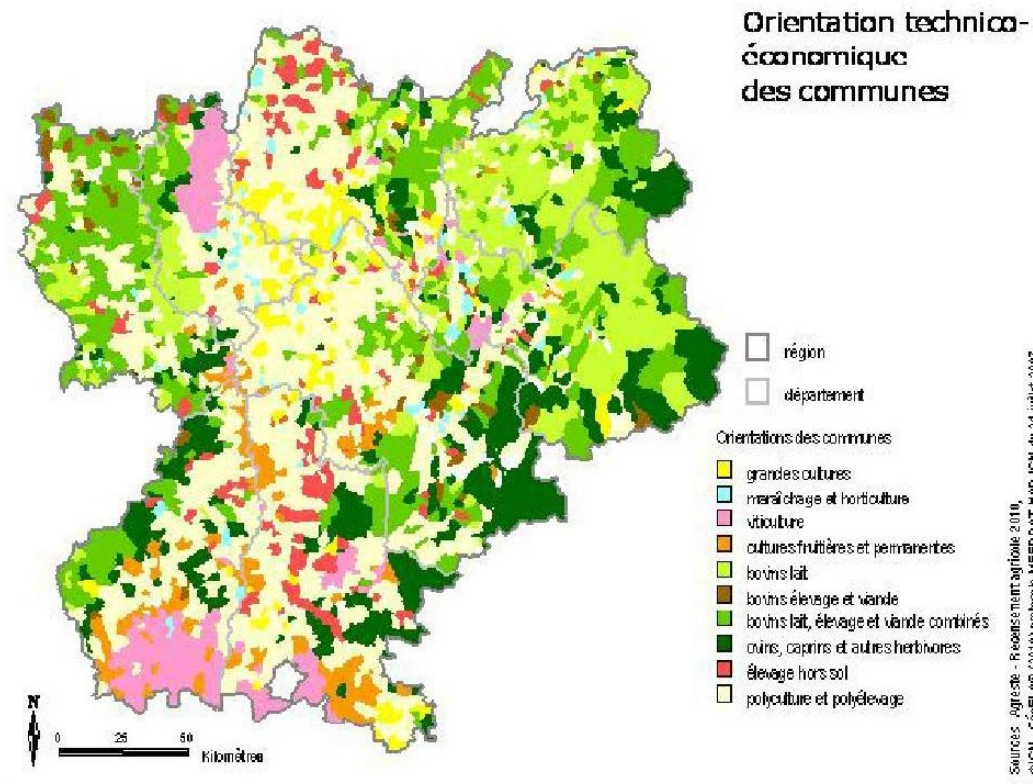 Orientation technico-
économique
des communes
région
département
Orientations des communes
grandes cultures
maraîchage et horticulture
viticulture
cultures fruitières et permanentes
bovins lait
bovins élevage et viande
bovins lait, élevage et viande combinés
ovins, caprins et autres herbivores
élevage hors sol
polyculture et polyélevage
N
0 25 50
Kilomètres
Sources : Agreste - Recensement agricole 2010,